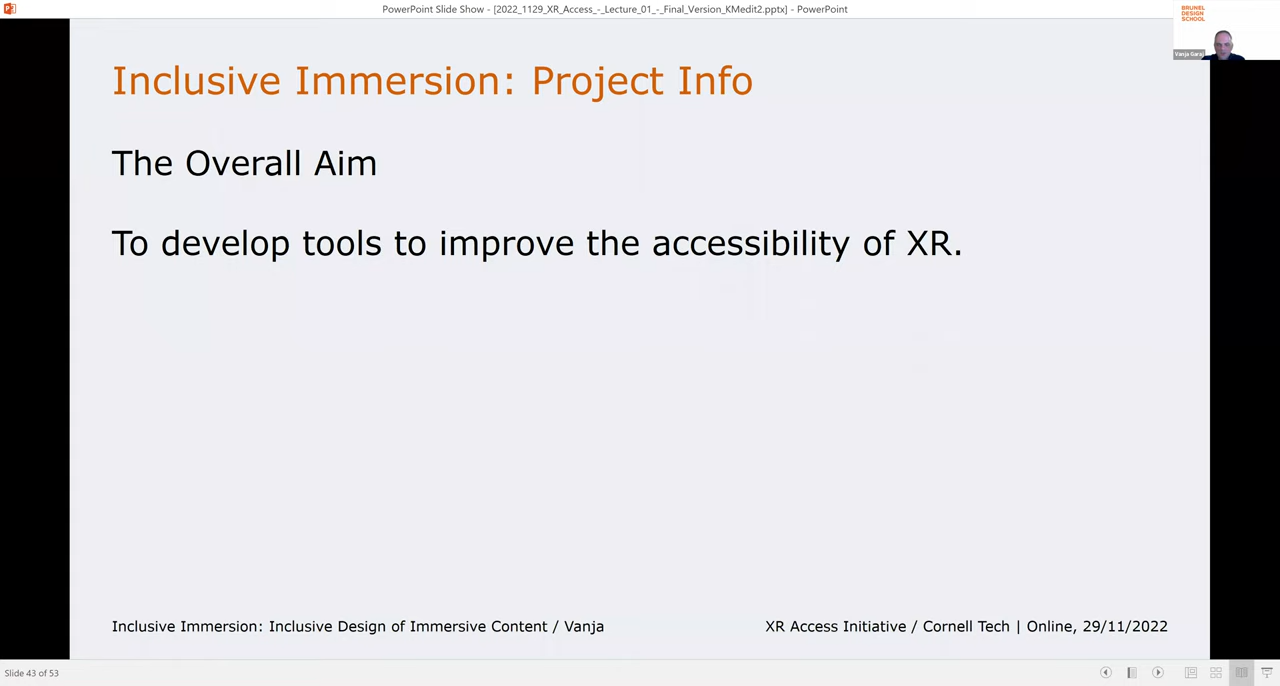 PowerPoint Slide Show - [2022_1129_XR_Access_-_Lecture_01_-_Final_Version_KMedit2.pptx] - PowerPoint
BRUNEL
DESIGN
SCHOOL
Vanja Garaj
Inclusive Immersion: Project Info
The Overall Aim
To develop tools to improve the accessibility of XR.
Inclusive Immersion: Inclusive Design of Immersive Content / Vanja
XR Access Initiative / Cornell Tech | Online, 29/11/2022
Slide 43 of 53